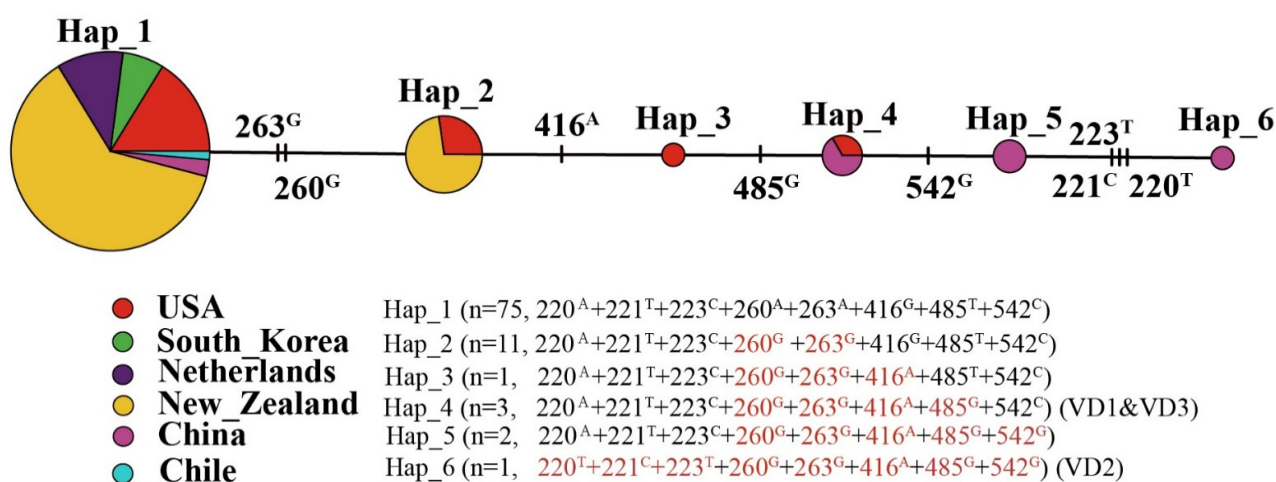 Hap_1
Hap_2
Hap_3
Hap_4
Hap_5
Hap_6
263ᴳ
260ᴳ
416ᴬ
485ᴳ
542ᴳ
223ᵀ
221ᶜ
220ᵀ
USA Hap_1 (n=75, 220ᴬ+221ᵀ+223ᶜ+260ᴬ+263ᴬ+416ᴳ+485ᵀ+542ᶜ)
South_Korea Hap_2 (n=11, 220ᴬ+221ᵀ+223ᶜ+260ᴳ +263ᴳ+416ᴳ+485ᵀ+542ᶜ)
Netherlands Hap_3 (n=1, 220ᴬ+221ᵀ+223ᶜ+260ᴳ+263ᴳ+416ᴬ+485ᵀ+542ᶜ)
New_Zealand Hap_4 (n=3, 220ᴬ+221ᵀ+223ᶜ+260ᴳ+263ᴳ+416ᴬ+485ᴳ+542ᶜ) (VD1&VD3)
China Hap_5 (n=2, 220ᴬ+221ᵀ+223ᶜ+260ᴳ+263ᴳ+416ᴬ+485ᴳ+542ᴳ)
Chile Hap_6 (n=1, 220ᵀ+221ᶜ+223ᵀ+260ᴳ+263ᴳ+416ᴬ+485ᴳ+542ᴳ) (VD2)